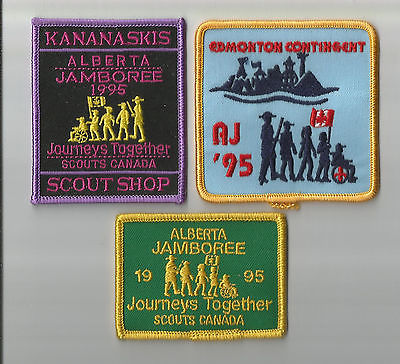 KANANASKIS
ALBERTA
JAMBOREE
1995
Journeys Together
SCOUTS CANADA
SCOUT SHOP
EDMONTON CONTINGENT
AJ
'95
ALBERTA
JAMBOREE
19 95
Journeys Together
SCOUTS CANADA